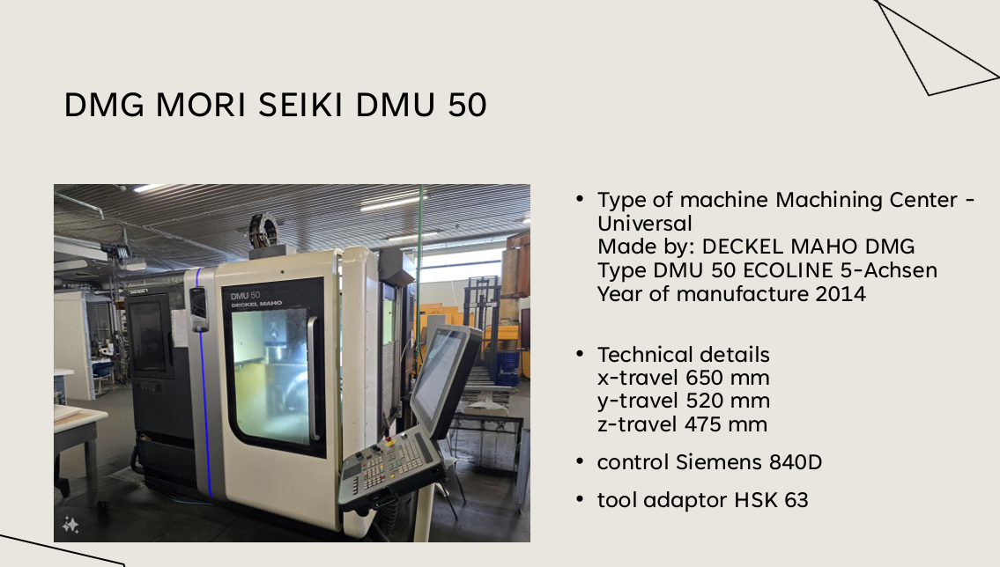 DMG MORI SEIKI DMU 50
DMU 50
DECKEL MAHO
• Type of machine Machining Center -
Universal
Made by: DECKEL MAHO DMG
Type DMU 50 ECOLINE 5-Achsen
Year of manufacture 2014
• Technical details
x-travel 650 mm
y-travel 520 mm
z-travel 475 mm
• control Siemens 840D
• tool adaptor HSK 63